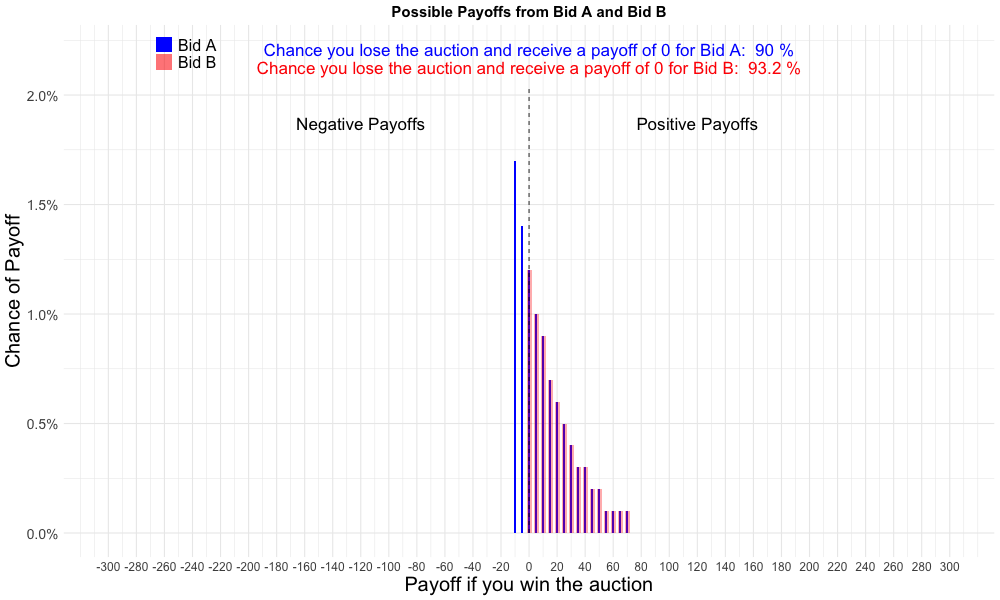 Possible Payoffs from Bid A and Bid B
Bid A
Bid B
Chance you lose the auction and receive a payoff of 0 for Bid A:  90 %
Chance you lose the auction and receive a payoff of 0 for Bid B:  93.2 %
Negative Payoffs
Positive Payoffs
Chance of Payoff
2.0%
1.5%
1.0%
0.5%
0.0%
-300 -280 -260 -240 -220 -200 -180 -160 -140 -120 -100 -80 -60 -40 -20 0 20 40 60 80 100 120 140 160 180 200 220 240 260 280 300
Payoff if you win the auction